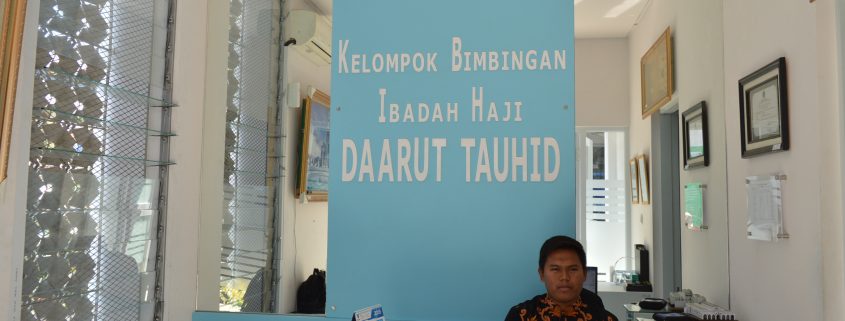 KELOMPOK BIMBINGAN
IBADAH HAJI
DAARUT TAUHID